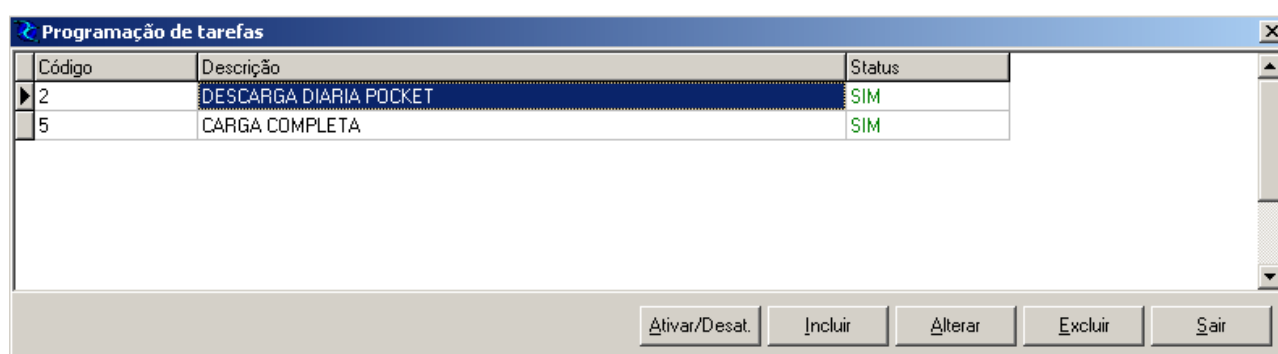 Programação de tarefas
Código Descrição Status
2 DESCARGA DIARIA POCKET SIM
5 CARGA COMPLETA SIM
Ativar/Desat. Incluir Alterar Excluir Sair